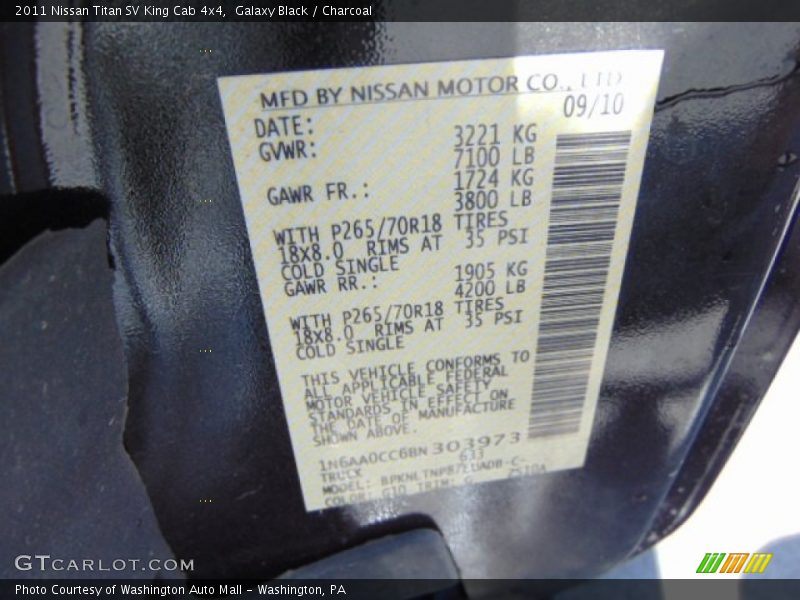 2011 Nissan Titan SV King Cab 4x4,  Galaxy Black / Charcoal
MFD BY NISSAN MOTOR CO., LTD
DATE: 09/10
GVWR: 3221 KG
7100 LB
GAWR FR.: 1724 KG
3800 LB
WITH P265/70R18 TIRES
18X8.0 RIMS AT 35 PSI
COLD SINGLE
GAWR RR.: 1905 KG
4200 LB
WITH P265/70R18 TIRES
18X8.0 RIMS AT 35 PSI
COLD SINGLE
THIS VEHICLE CONFORMS TO
ALL APPLICABLE FEDERAL
MOTOR VEHICLE SAFETY
STANDARDS IN EFFECT ON
THE DATE OF MANUFACTURE
SHOWN ABOVE.
1N6AA0CC6BN303973
TRUCK 633
MODEL:
COLOR: G10 TRIM: G
GTCARLOT.COM
Photo Courtesy of Washington Auto Mall - Washington, PA